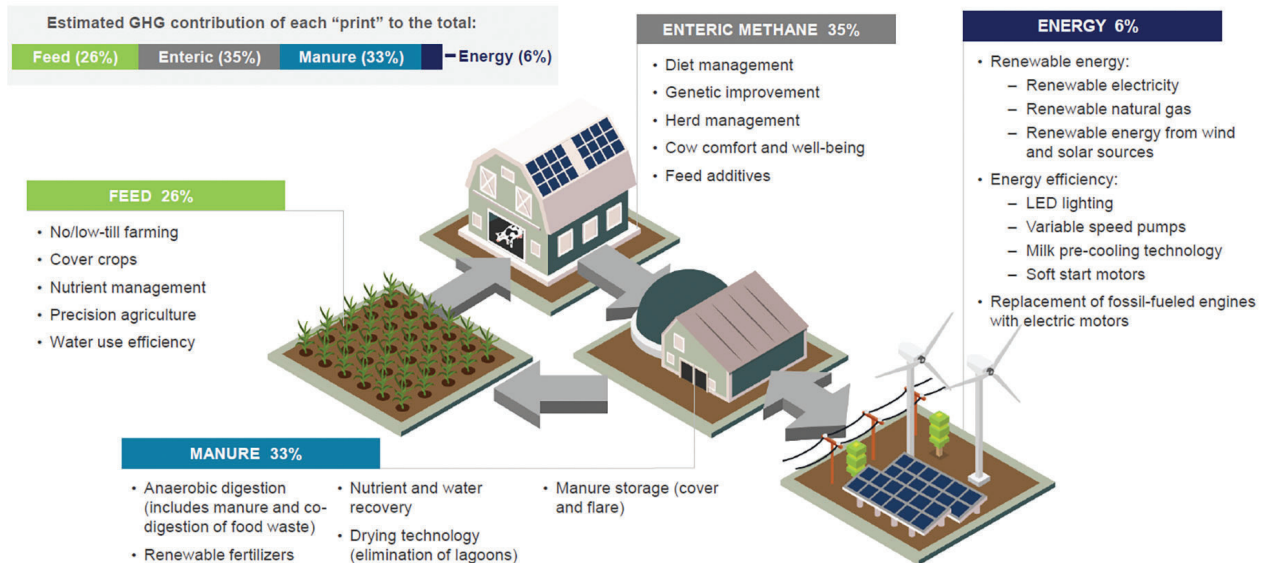 Estimated GHG contribution of each “print” to the total:
Feed (26%) Enteric (35%) Manure (33%) Energy (6%)
ENTERIC METHANE 35%
• Diet management
• Genetic improvement
• Herd management
• Cow comfort and well-being
• Feed additives
ENERGY 6%
• Renewable energy:
– Renewable electricity
– Renewable natural gas
– Renewable energy from wind
and solar sources
• Energy efficiency:
– LED lighting
– Variable speed pumps
– Milk pre-cooling technology
– Soft start motors
• Replacement of fossil-fueled engines
with electric motors
FEED 26%
• No/low-till farming
• Cover crops
• Nutrient management
• Precision agriculture
• Water use efficiency
MANURE 33%
• Anaerobic digestion
(includes manure and co-
digestion of food waste)
• Renewable fertilizers
• Nutrient and water
recovery
• Drying technology
(elimination of lagoons)
• Manure storage (cover
and flare)